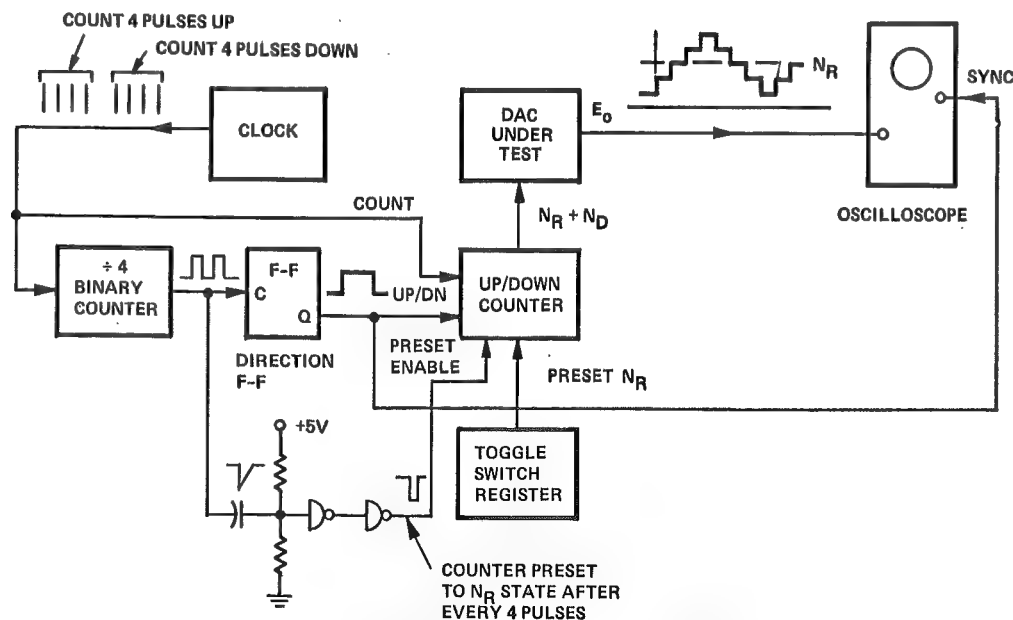 COUNT 4 PULSES UP
COUNT 4 PULSES DOWN
CLOCK
COUNT
÷ 4
BINARY
COUNTER
F-F
C
Q
DIRECTION
F-F
UP/DN
PRESET
ENABLE
UP/DOWN
COUNTER
PRESET NR
TOGGLE
SWITCH
REGISTER
NR + ND
DAC
UNDER
TEST
Eo
NR
SYNC
OSCILLOSCOPE
+5V
COUNTER PRESET
TO NR STATE AFTER
EVERY 4 PULSES